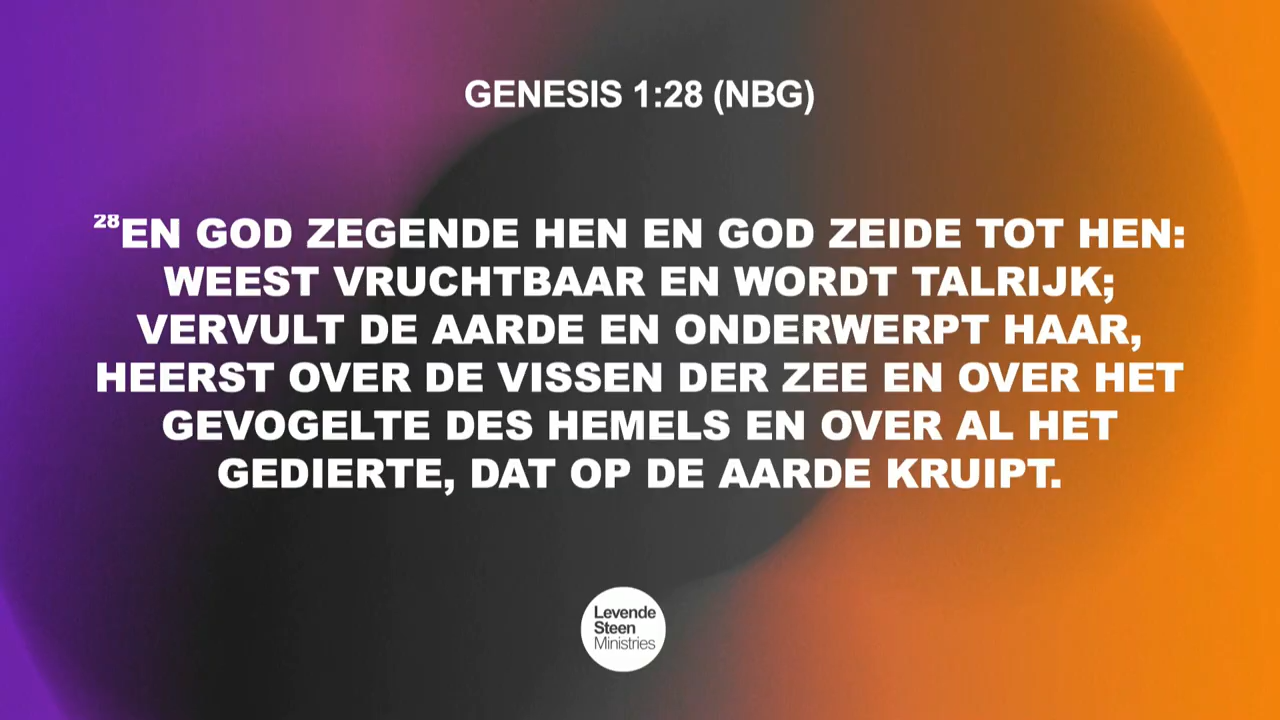 GENESIS 1:28 (NBG)
²⁸EN GOD ZEGENDE HEN EN GOD ZEIDE TOT HEN:
WEEST VRUCHTBAAR EN WORDT TALRIJK;
VERVULT DE AARDE EN ONDERWERPT HAAR,
HEERST OVER DE VISSEN DER ZEE EN OVER HET
GEVOGELTE DES HEMELS EN OVER AL HET
GEDIERTE, DAT OP DE AARDE KRUIPT.
Levende
Steen
Ministries